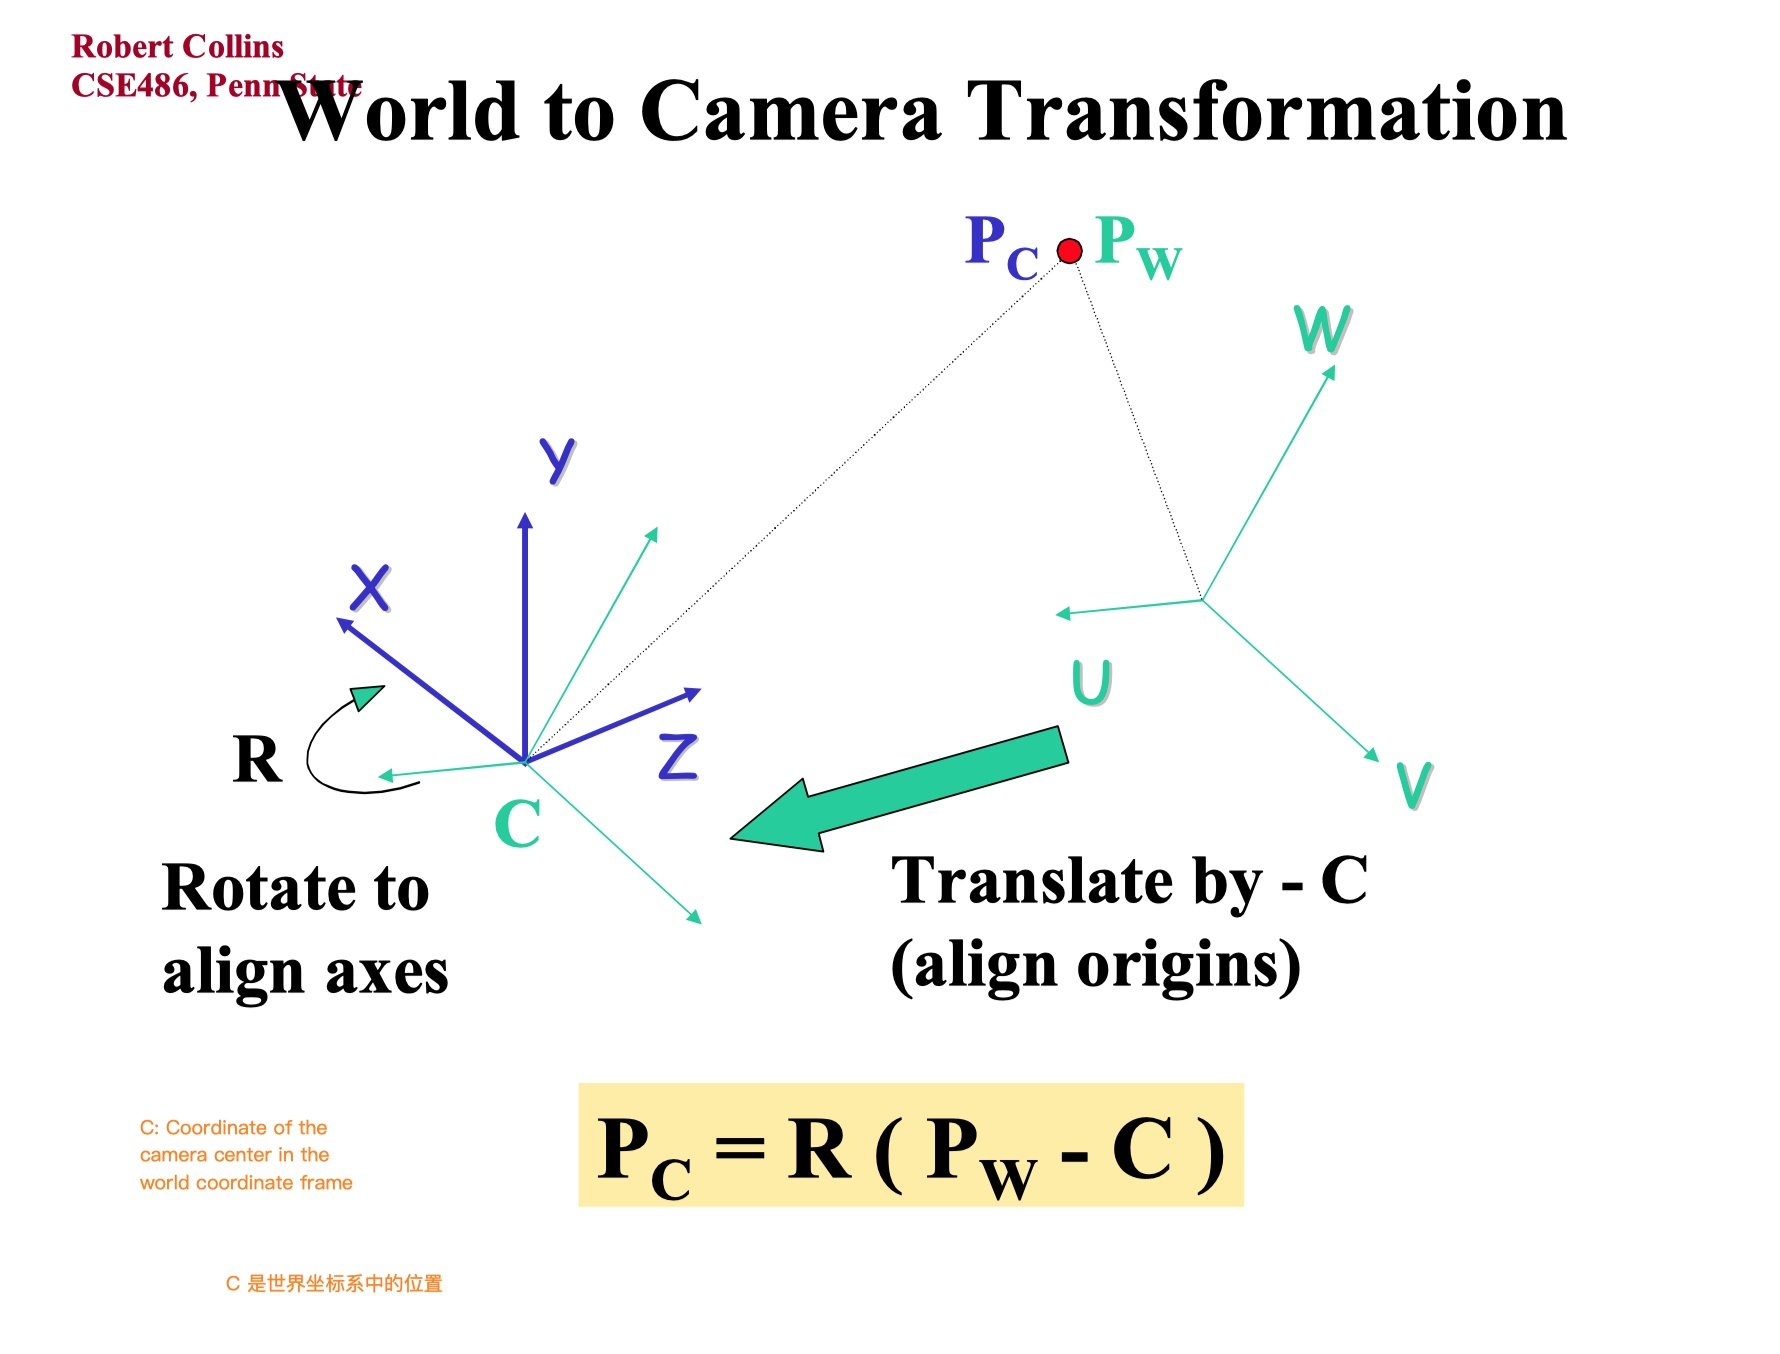 Robert Collins
CSE486, Penn State
World to Camera Transformation
P_C P_W
W
y
X
U
R
Z
V
C
Rotate to
align axes
Translate by - C
(align origins)
P_C = R ( P_W - C )
C: Coordinate of the
camera center in the
world coordinate frame
C 是世界坐标系中的位置